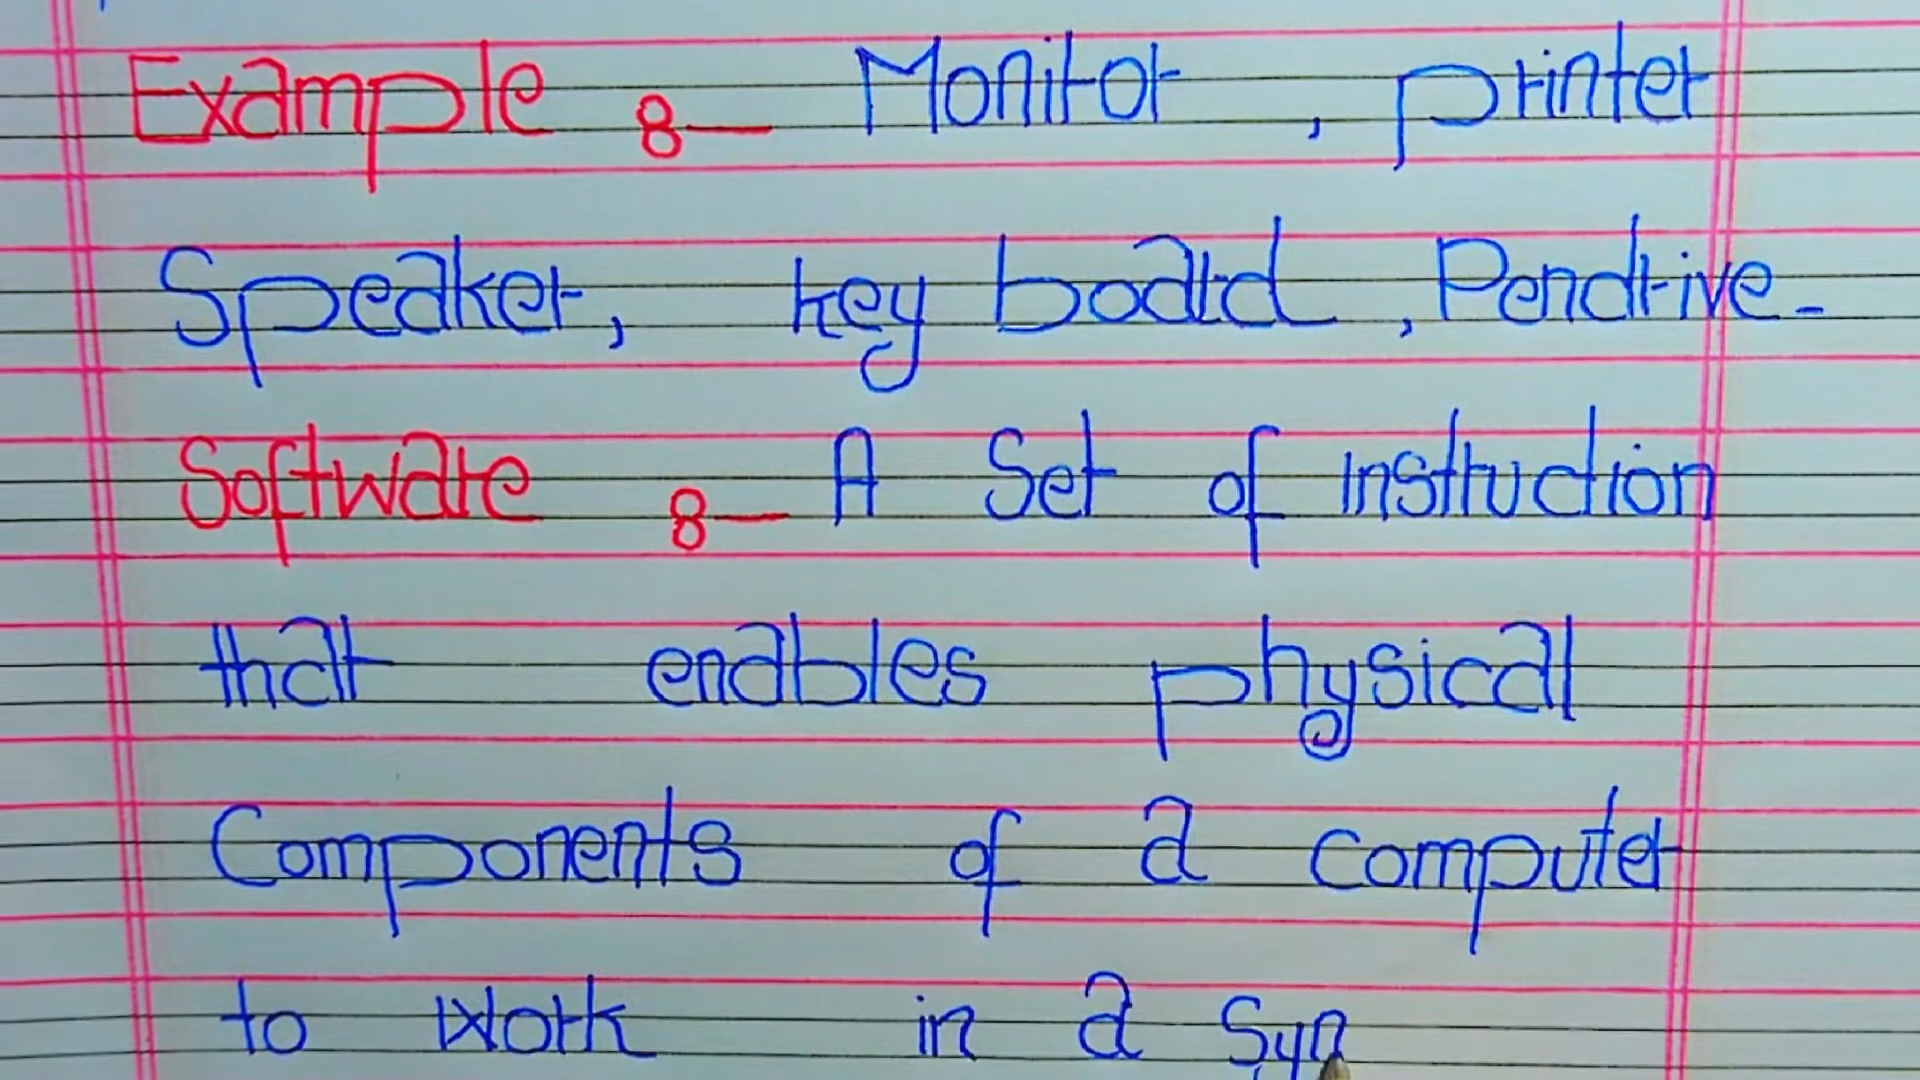 Example :- Monitor , printer
Speaker, key board , Pendrive-
Software :- A Set of instruction
that enables physical
Components of a computer
to work in a Syn